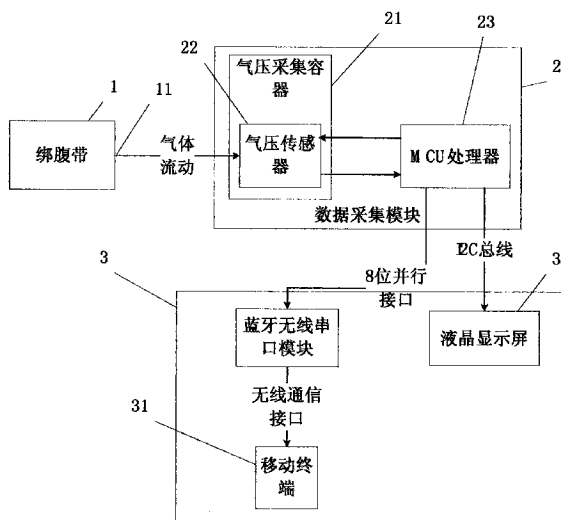 21
22
23
2
气压采集容
器
1
11
绑腹带
气体
流动
气压传感
器
MCU处理器
数据采集模块
I2C总线
3
8位并行
接口
3
蓝牙无线串
口模块
液晶显示屏
无线通信
接口
31
移动终
端